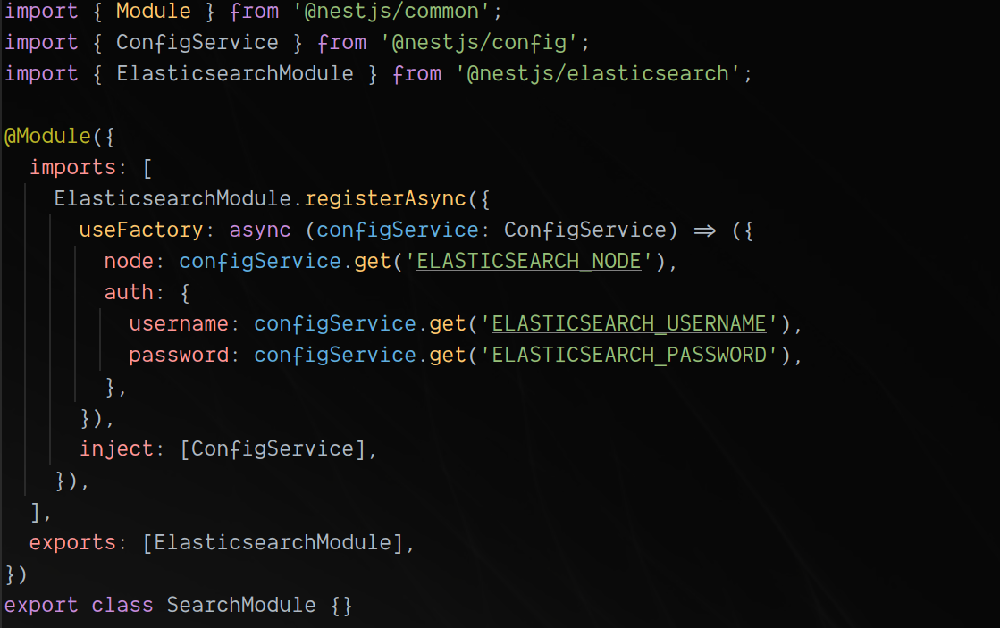 import { Module } from '@nestjs/common';
import { ConfigService } from '@nestjs/config';
import { ElasticsearchModule } from '@nestjs/elasticsearch';

@Module({
  imports: [
    ElasticsearchModule.registerAsync({
      useFactory: async (configService: ConfigService) => ({
        node: configService.get('ELASTICSEARCH_NODE'),
        auth: {
          username: configService.get('ELASTICSEARCH_USERNAME'),
          password: configService.get('ELASTICSEARCH_PASSWORD'),
        },
      }),
      inject: [ConfigService],
    }),
  ],
  exports: [ElasticsearchModule],
})
export class SearchModule {}